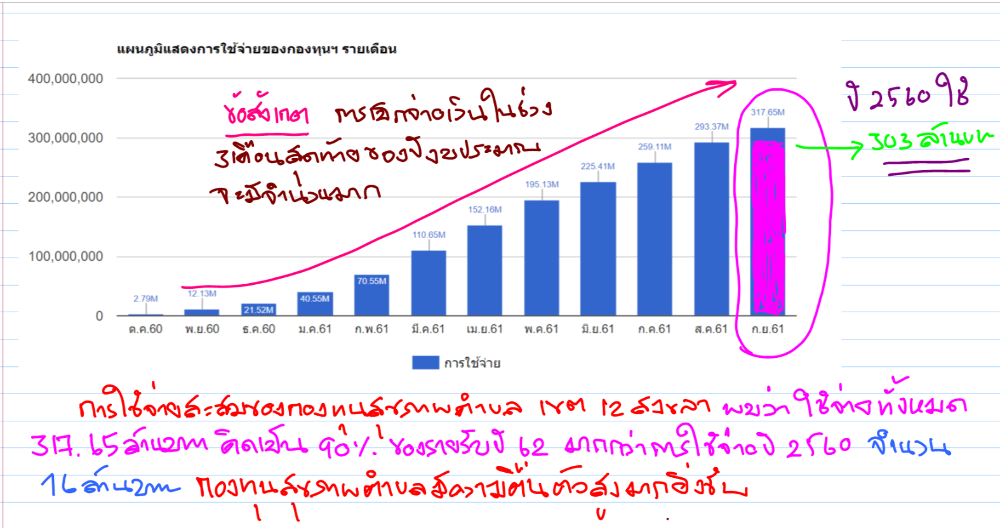 แผนภูมิแสดงการใช้จ่ายของกองทุนฯ รายเดือน
400,000,000
300,000,000
200,000,000
100,000,000
0
ข้อสังเกต การเบิกจ่ายเงินในช่วง
3 เดือนสุดท้ายของปีงบประมาณ
จะมีจำนวนมาก
ปี 2560 ใช้
303 ล้านบาท
2.79M
12.13M
21.52M
40.55M
70.55M
110.65M
152.16M
195.13M
225.41M
259.11M
293.37M
317.65M
ต.ค.60 พ.ย.60 ธ.ค.60 ม.ค.61 ก.พ.61 มี.ค.61 เม.ย.61 พ.ค.61 มิ.ย.61 ก.ค.61 ส.ค.61 ก.ย.61
การใช้จ่าย
การใช้จ่ายสะสมของกองทุนสุขภาพตำบล เขต 12 สงขลา พบว่า ใช้จ่ายทั้งหมด
317.65 ล้านบาท คิดเป็น 90% ของรายรับปี 62 มากกว่าการใช้จ่ายปี 2560 จำนวน
16 ล้านบาท กองทุนสุขภาพตำบลมีความตื่นตัวสูงมากยิ่งขึ้น